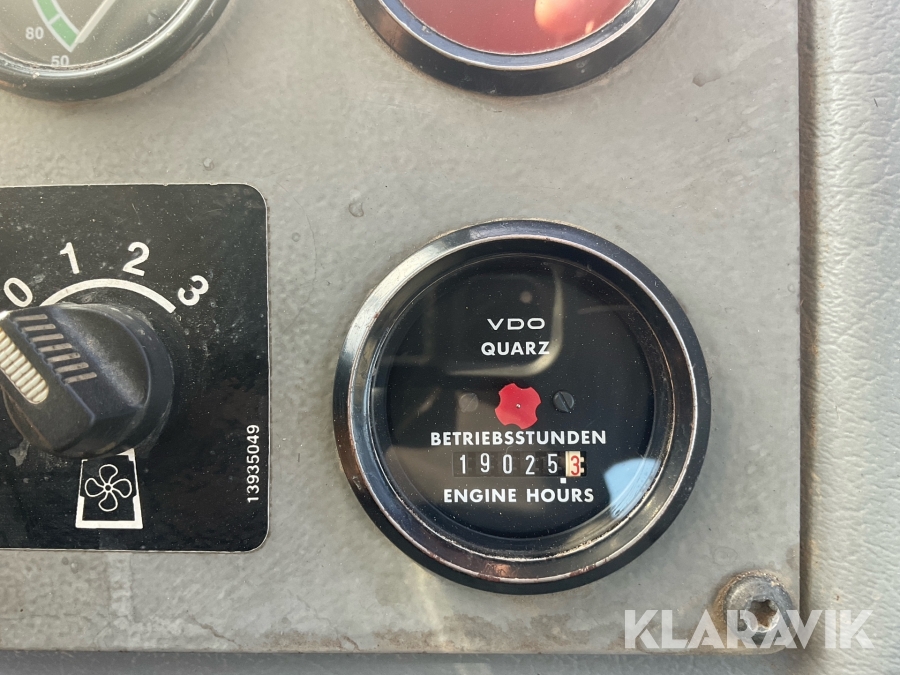 80
50
0 1 2 3
13935049
VDO
QUARZ
BETRIEBSSTUNDEN
190253
ENGINE HOURS
KLARAVIK